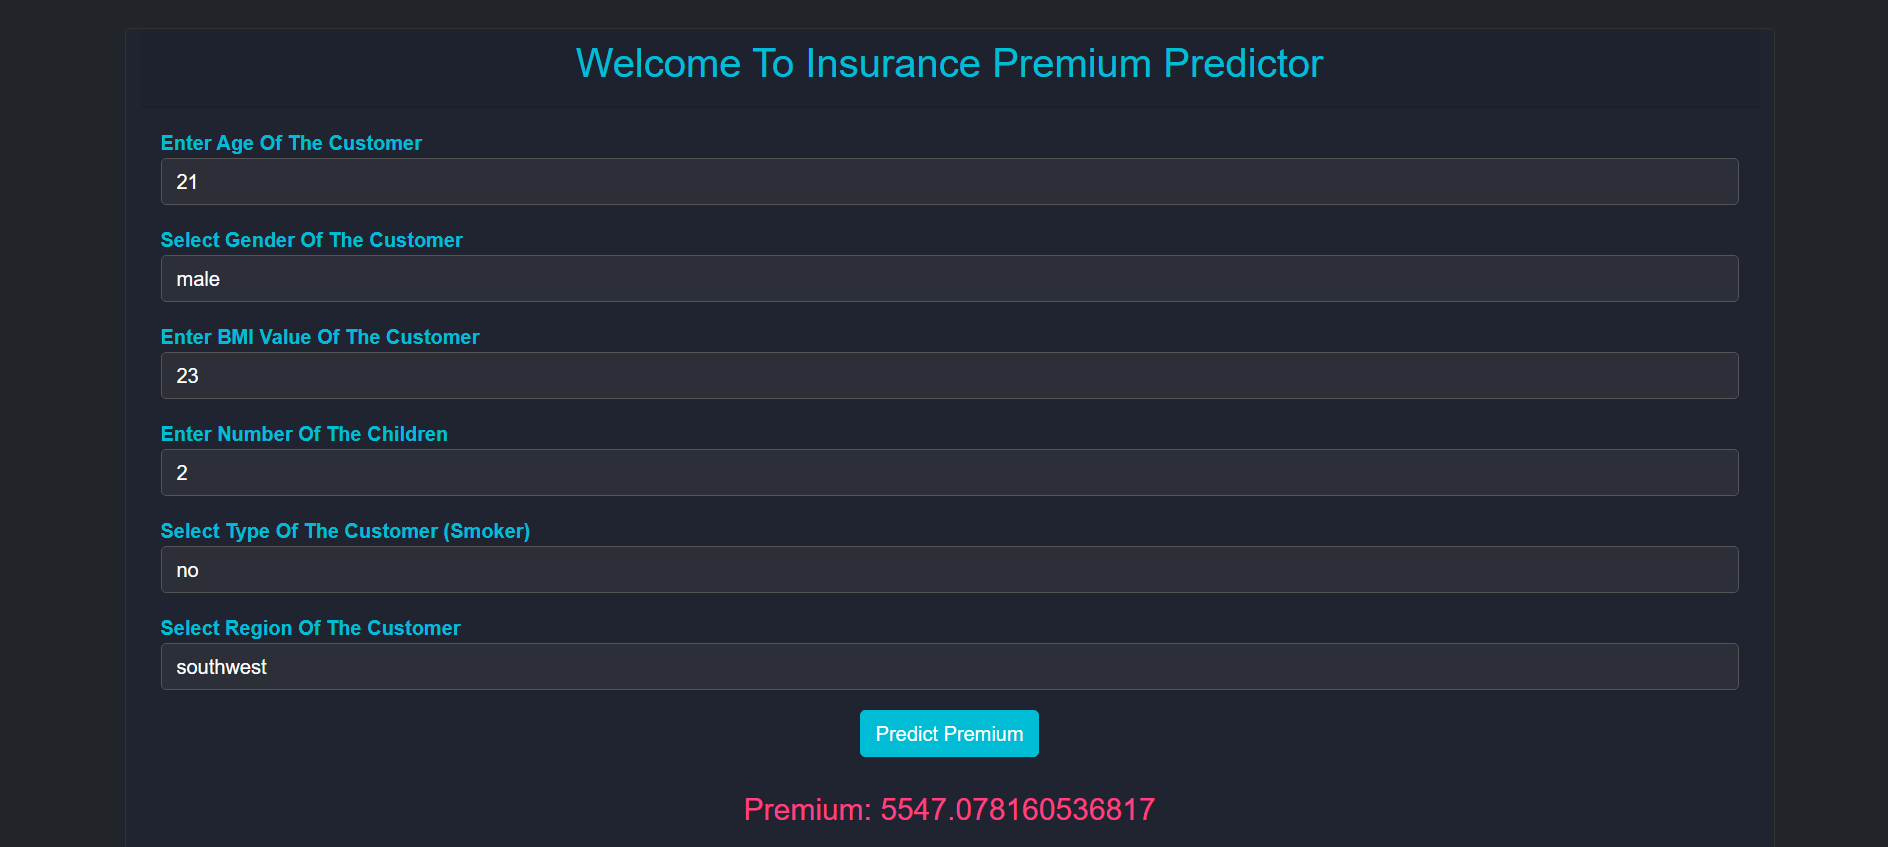 Welcome To Insurance Premium Predictor
Enter Age Of The Customer
21
Select Gender Of The Customer
male
Enter BMI Value Of The Customer
23
Enter Number Of The Children
2
Select Type Of The Customer (Smoker)
no
Select Region Of The Customer
southwest
Predict Premium
Premium: 5547.078160536817